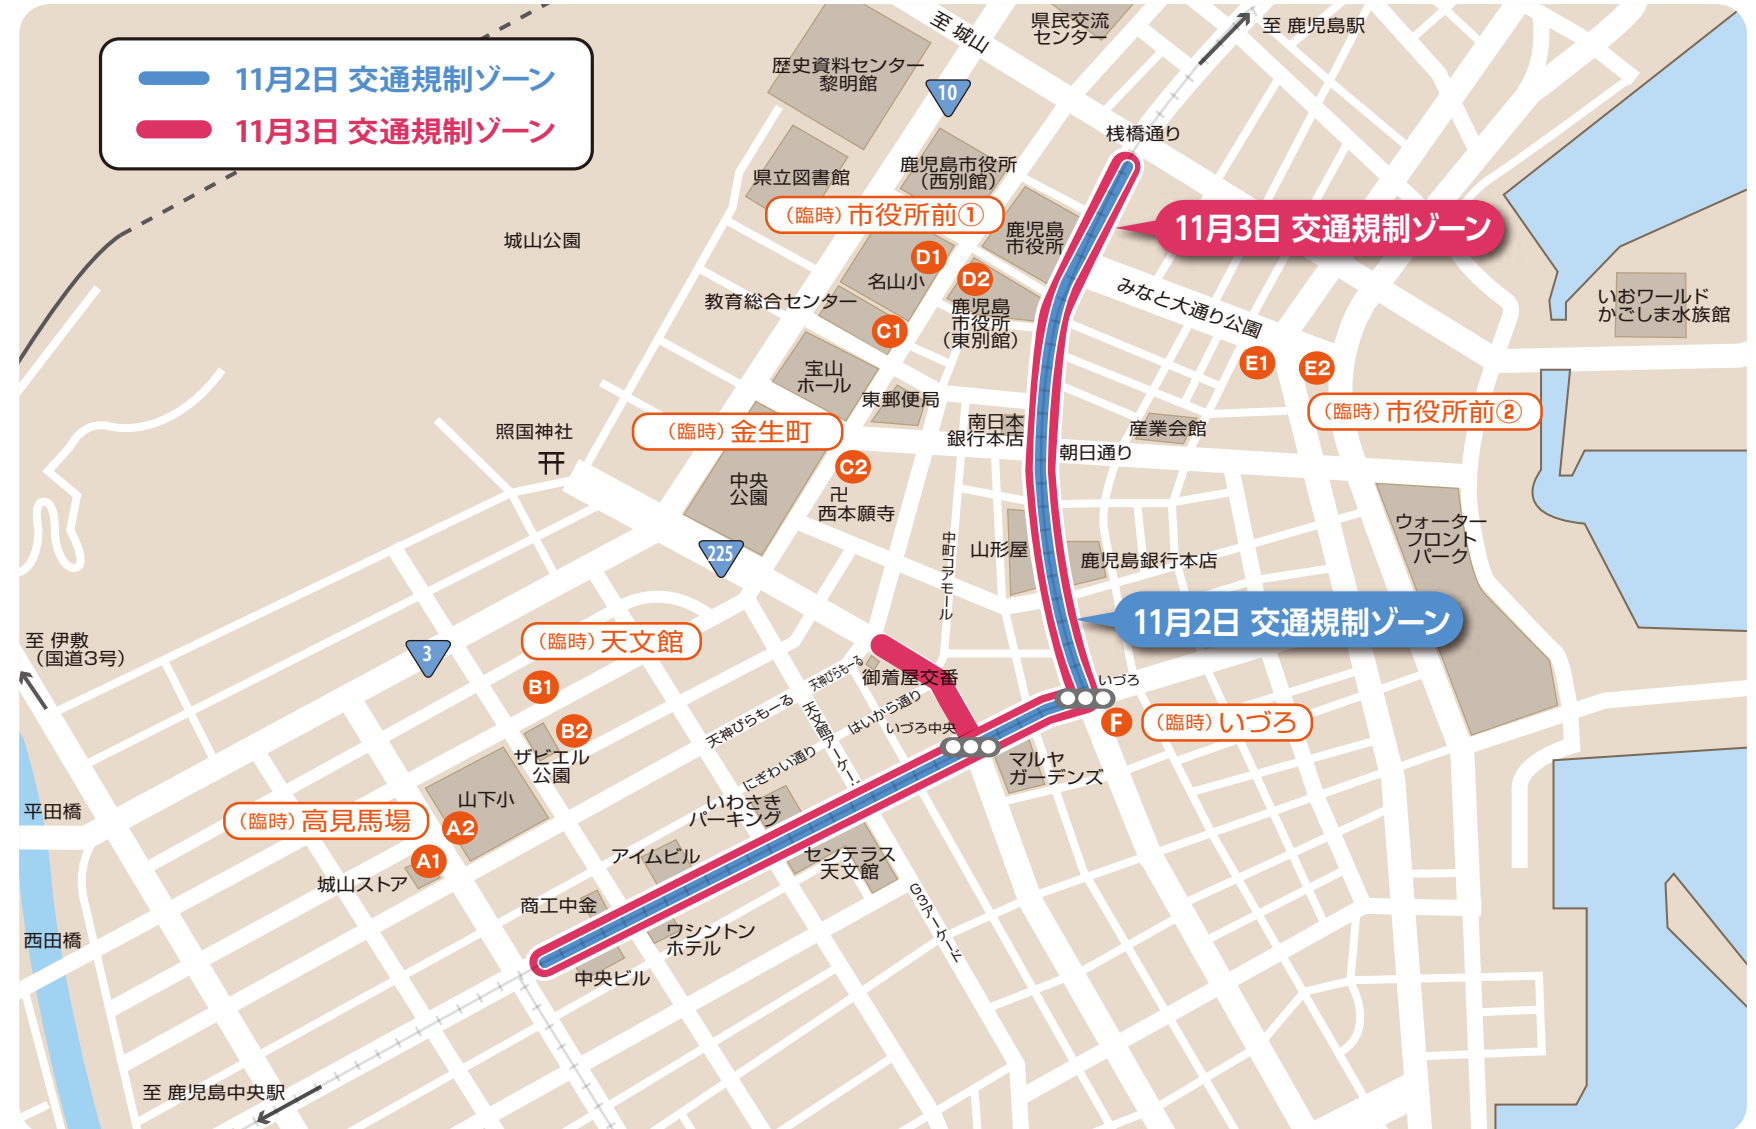 11月2日 交通規制ゾーン
11月3日 交通規制ゾーン
至 城山
県民交流
センター
至 鹿児島駅
歴史資料センター
黎明館
10
桟橋通り
県立図書館
鹿児島市役所
（西別館）
（臨時）市役所前①
鹿児島
市役所
11月3日 交通規制ゾーン
城山公園
D1
名山小
D2
教育総合センター
鹿児島
市役所
（東別館）
C1
みなと大通り公園
いおワールド
かごしま水族館
宝山
ホール
東郵便局
E1
E2
（臨時）市役所前②
照国神社
（臨時）金生町
南日本
銀行本店
産業会館
朝日通り
中央
公園
C2
卍
西本願寺
225
中町コアモール
山形屋
鹿児島銀行本店
ウォーター
フロント
パーク
11月2日 交通規制ゾーン
至 伊敷
（国道3号）
3
（臨時）天文館
B1
B2
ザビエル
公園
天神ぴらもーる
天神ぴらもーる
天文館アーケード
御着屋交番
はいから通り
いづろ中央
いづろ
F
（臨時）いづろ
にぎわい通り
マルヤ
ガーデンズ
平田橋
（臨時）高見馬場
山下小
A2
A1
城山ストア
いわさき
パーキング
アイムビル
センテラス
天文館
G3アーケード
商工中金
ワシントン
ホテル
中央ビル
西田橋
至 鹿児島中央駅